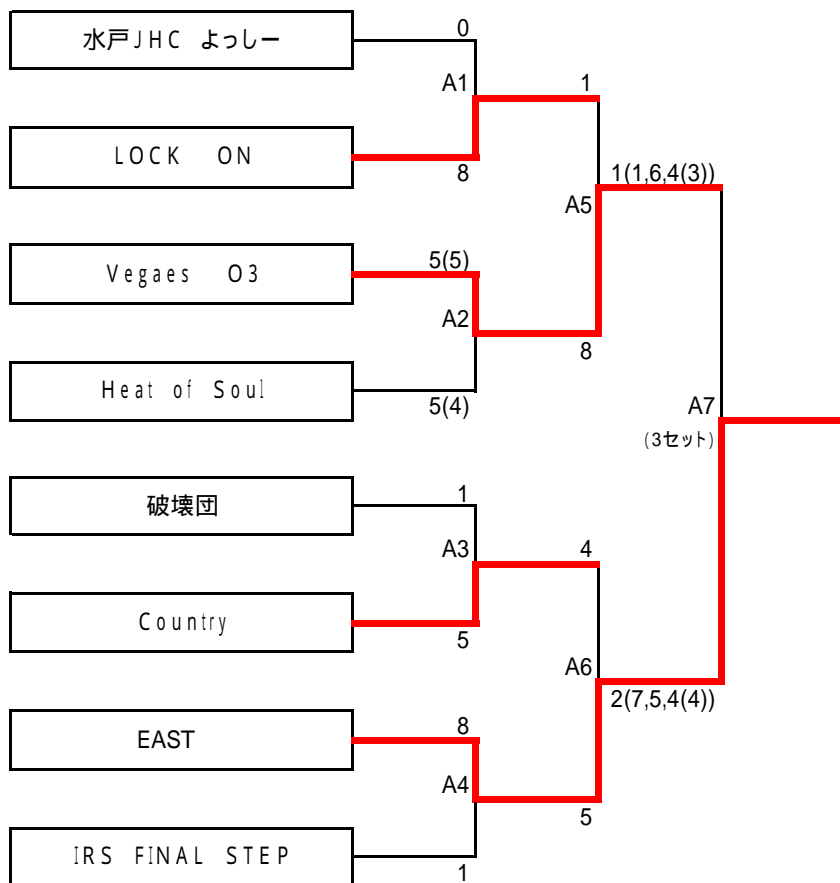 水戸JHC よっしー
0
A1
1
LOCK ON
8
1(1,6,4(3))
A5
Vegaes O3
5(5)
A2
8
Heat of Soul
5(4)
A7
(3セット)
破壊団
1
A3
4
Country
5
A6
2(7,5,4(4))
EAST
8
A4
5
IRS FINAL STEP
1